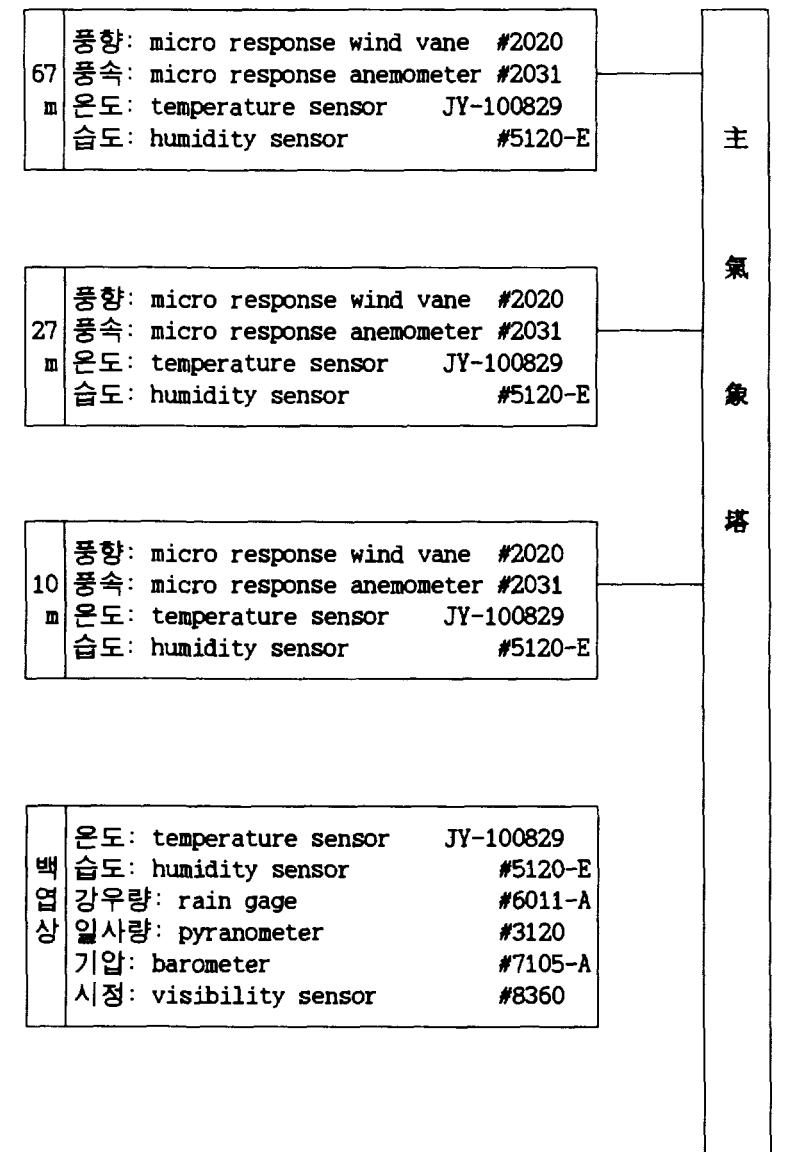 풍향: micro response wind vane #2020
67 풍속: micro response anemometer #2031
m 온도: temperature sensor JY-100829
습도: humidity sensor #5120-E
풍향: micro response wind vane #2020
27 풍속: micro response anemometer #2031
m 온도: temperature sensor JY-100829
습도: humidity sensor #5120-E
풍향: micro response wind vane #2020
10 풍속: micro response anemometer #2031
m 온도: temperature sensor JY-100829
습도: humidity sensor #5120-E
백엽상
온도: temperature sensor JY-100829
습도: humidity sensor #5120-E
강우량: rain gage #6011-A
일사량: pyranometer #3120
기압: barometer #7105-A
시정: visibility sensor #8360
主氣象塔